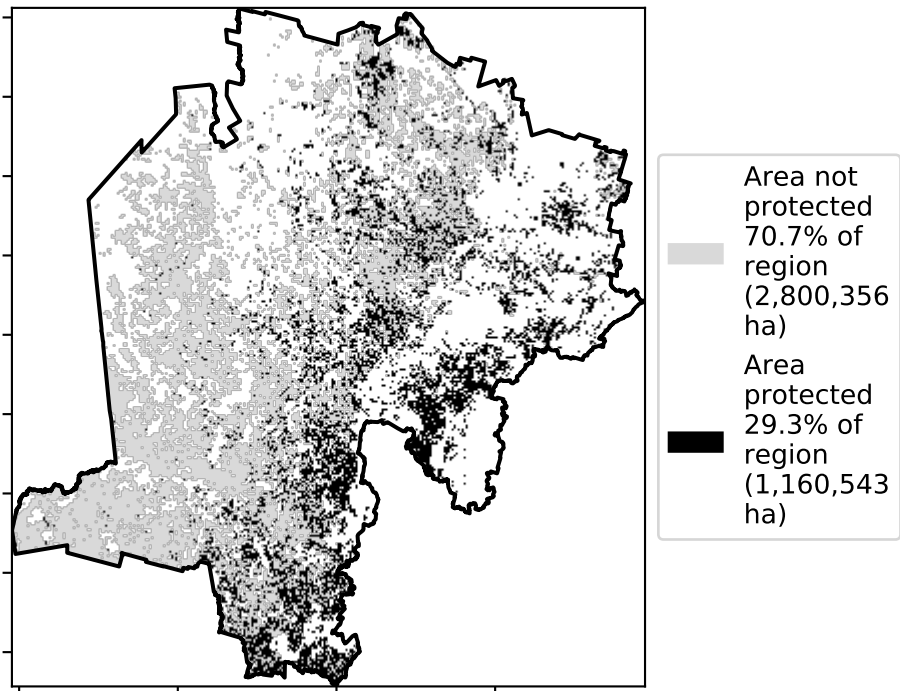 Area not
protected
70.7% of
region
(2,800,356
ha)
Area
protected
29.3% of
region
(1,160,543
ha)